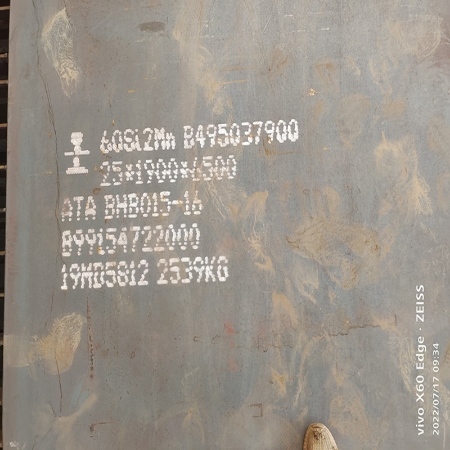 60Si2Mn B495037900
25*1900*6500
ATA BHB015-16
B99154722000
19MD5812 2539KG
vivo X60 Edge · ZEISS
2022/07/17 09:34